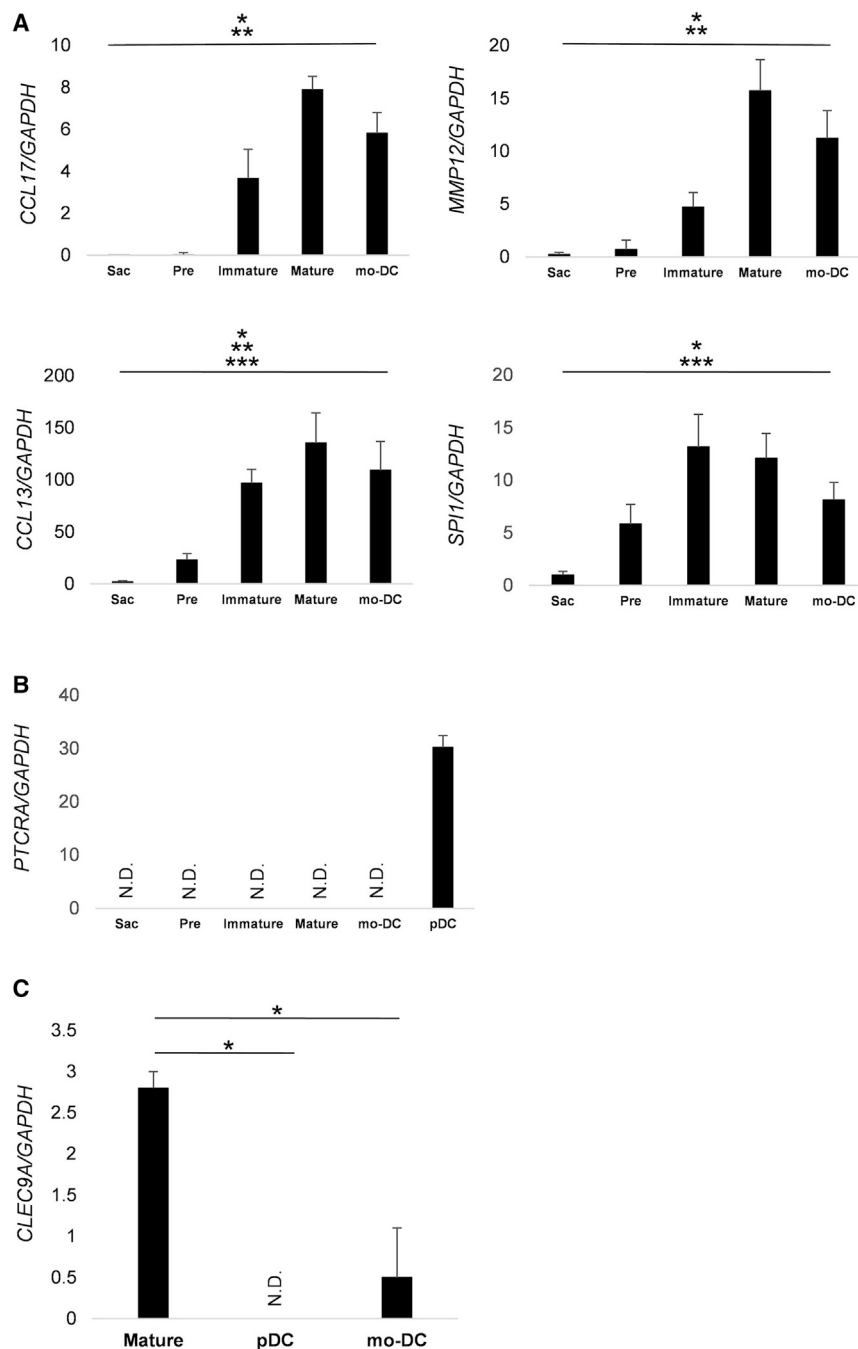 A
*
**
10
8
6
4
2
0
CCL17/GAPDH
Sac Pre Immature Mature mo-DC
*
**
20
15
10
5
0
MMP12/GAPDH
Sac Pre Immature Mature mo-DC
*
**
***
200
150
100
50
0
CCL13/GAPDH
Sac Pre Immature Mature mo-DC
*
***
20
15
10
5
0
SPI1/GAPDH
Sac Pre Immature Mature mo-DC
B
40
30
20
10
0
PTCRA/GAPDH
N.D. N.D. N.D. N.D. N.D.
Sac Pre Immature Mature mo-DC pDC
C
*
*
3.5
3
2.5
2
1.5
1
0.5
0
CLEC9A/GAPDH
N.D.
Mature pDC mo-DC